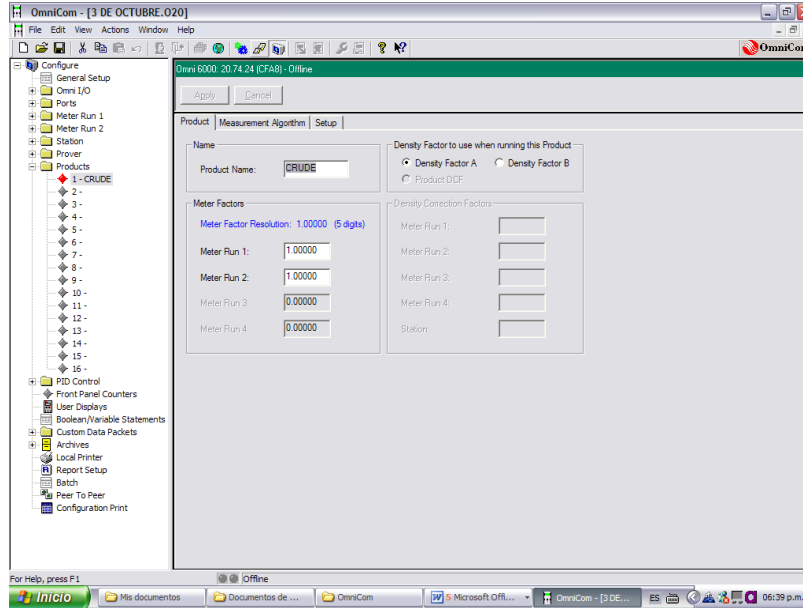 OmniCom - [3 DE OCTUBRE.O20]
File Edit View Actions Window Help
OmniCom
Configure
General Setup
Omni I/O
Ports
Meter Run 1
Meter Run 2
Station
Prover
Products
1 - CRUDE
2 -
3 -
4 -
5 -
6 -
7 -
8 -
9 -
10 -
11 -
12 -
13 -
14 -
15 -
16 -
PID Control
Front Panel Counters
User Displays
Boolean/Variable Statements
Custom Data Packets
Archives
Local Printer
Report Setup
Batch
Peer To Peer
Configuration Print
Omni 6000: 20.74.24 (CFA8) - Offline
Apply Cancel
Product Measurement Algorithm Setup
Name
Product Name: CRUDE
Density Factor to use when running this Product
Density Factor A Density Factor B
Product DCF
Meter Factors
Meter Factor Resolution: 1.00000 (5 digits)
Meter Run 1: 1.00000
Meter Run 2: 1.00000
Meter Run 3 0.00000
Meter Run 4 0.00000
Density Correction Factors
Meter Run 1:
Meter Run 2:
Meter Run 3:
Meter Run 4:
Station:
For Help, press F1 Offline
Inicio Mis documentos Documentos de ... OmniCom 5 Microsoft Offi... OmniCom - [3 DE... ES 06:39 p.m.